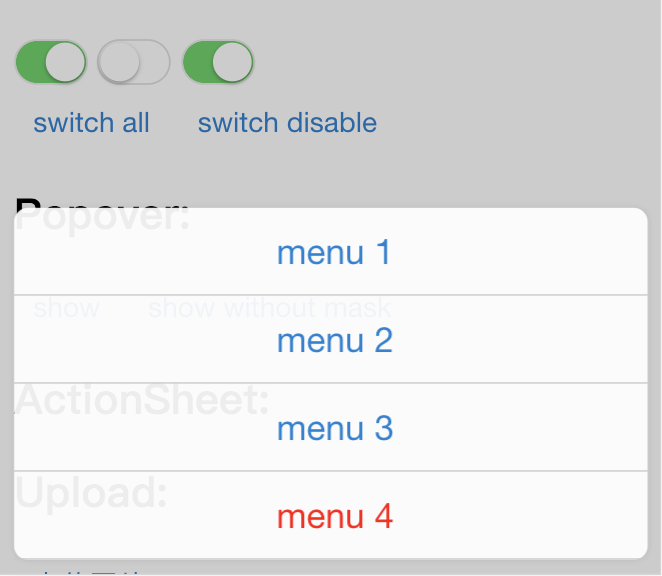 switch all switch disable
Popover:
menu 1
show show without mask
menu 2
ActionSheet:
menu 3
Upload:
menu 4